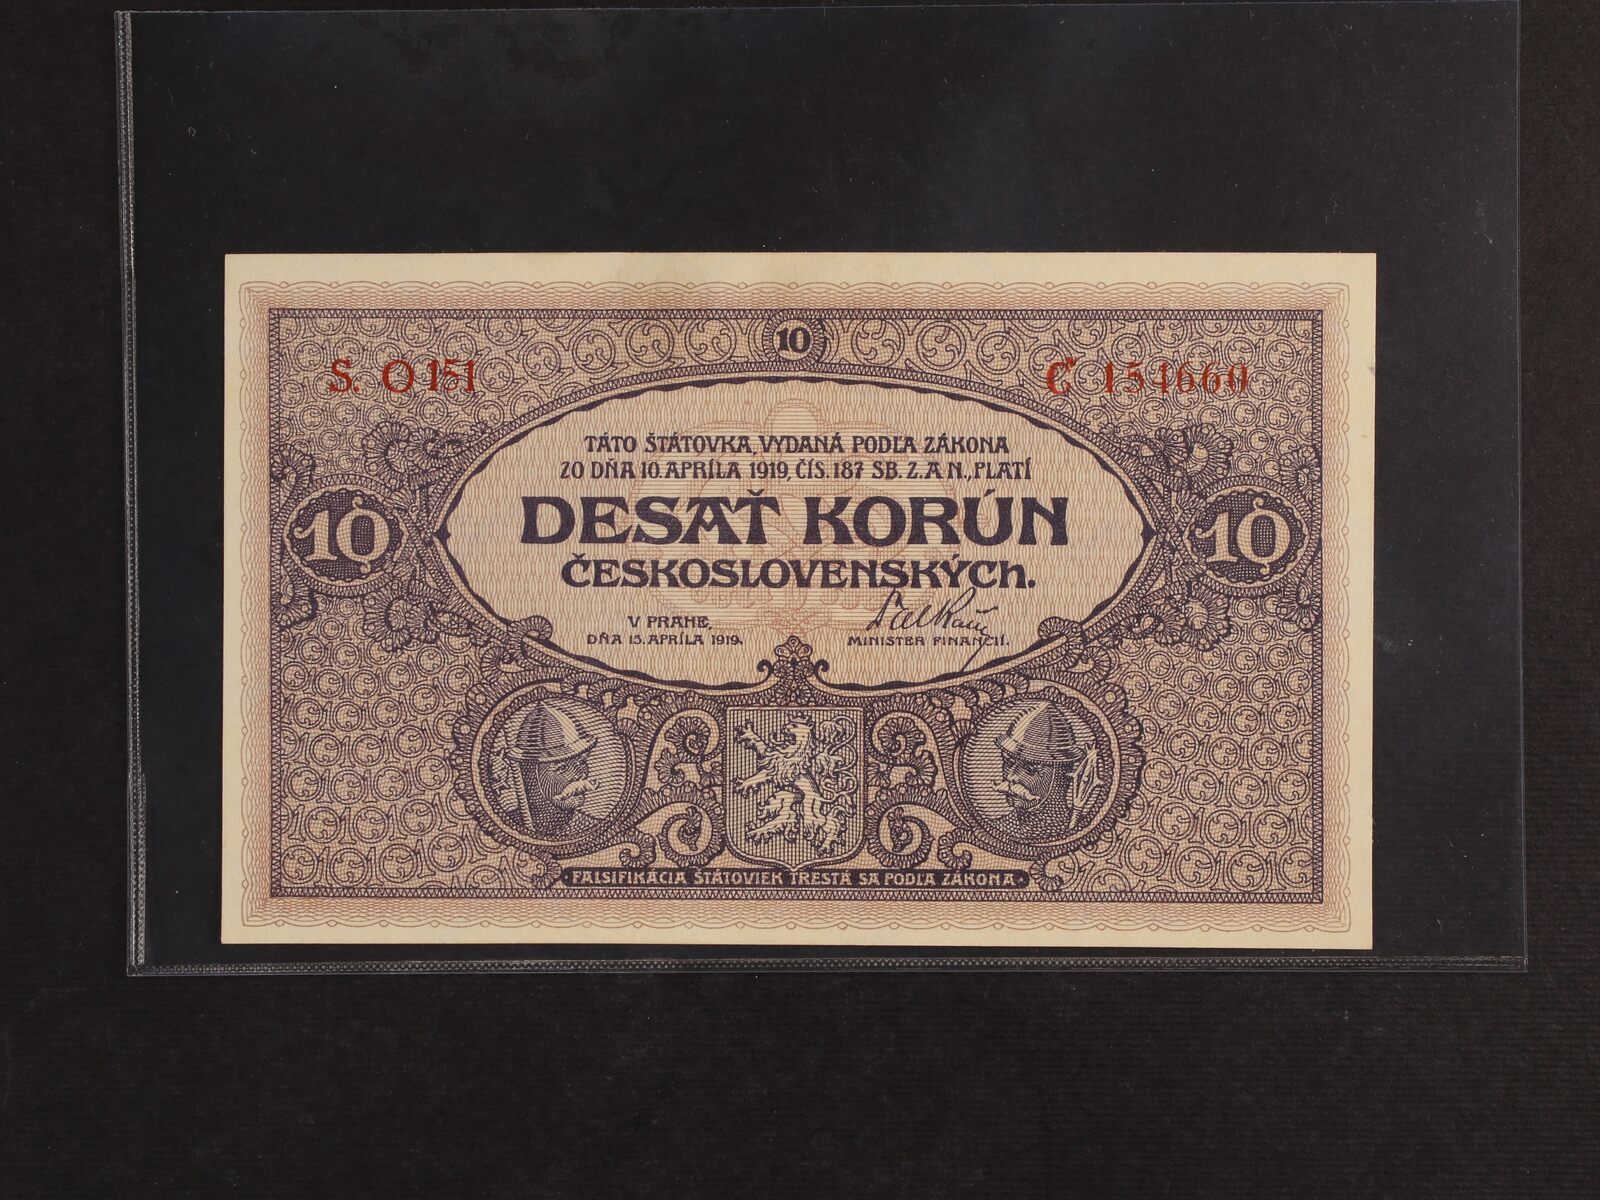 10
S. O 151
Č 154660
TÁTO ŠTÁTOVKA, VYDANÁ PODĽA ZÁKONA
ZO DŇA 10. APRÍLA 1919, ČÍS. 187 SB. Z. A N., PLATÍ
10
DESAŤ KORÚN
10
ČESKOSLOVENSKÝCH.
V PRAHE,
DŇA 15. APRÍLA 1919.
MINISTER FINANCIÍ.
FALSIFIKÁCIA ŠTÁTOVIEK TRESTÁ SA PODĽA ZÁKONA